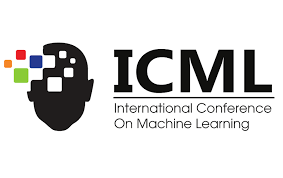 ICML
International Conference
On Machine Learning